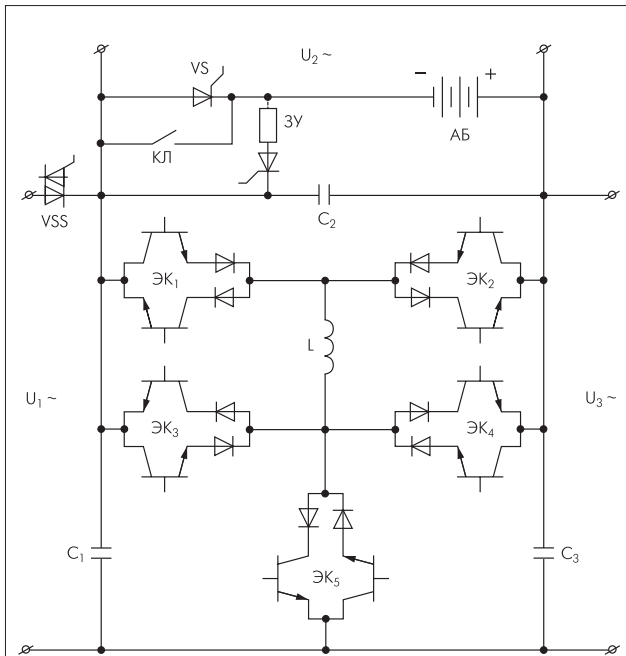 U₂ ~
VS
− +
ЗУ
АБ
КЛ
VSS
C₂
ЭК₁
ЭК₂
L
U₁ ~
U₃ ~
ЭК₃
ЭК₄
C₁
C₃
ЭК₅